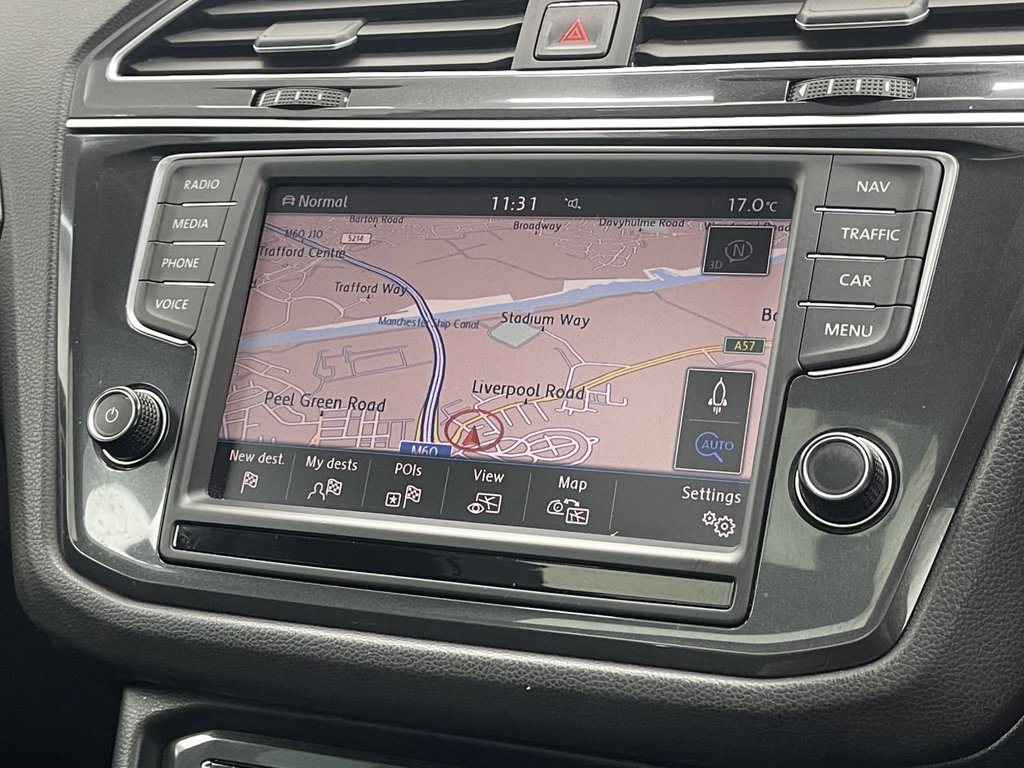 RADIO
MEDIA
PHONE
VOICE
Normal
11:31
17.0°C
Barton Road
Broadway
Davyhulme Road
M60 J10
5214
Trafford Centre
N
3D
Trafford Way
Manchester Ship Canal
Stadium Way
A57
Liverpool Road
Peel Green Road
M60
AUTO
New dest.
My dests
POIs
View
Map
Settings
NAV
TRAFFIC
CAR
MENU